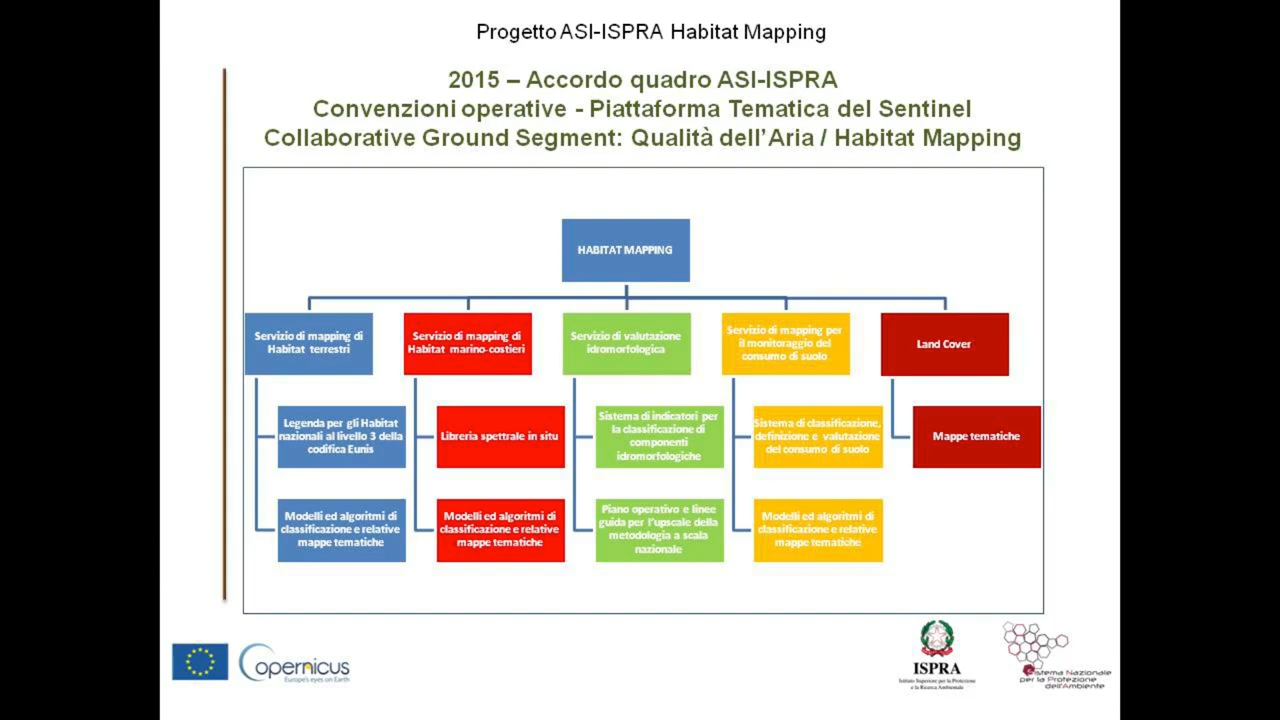 Progetto ASI-ISPRA Habitat Mapping
2015 – Accordo quadro ASI-ISPRA
Convenzioni operative - Piattaforma Tematica del Sentinel
Collaborative Ground Segment: Qualità dell'Aria / Habitat Mapping
HABITAT MAPPING
Servizio di mapping di
Habitat terrestri
Servizio di mapping di
Habitat marino-costieri
Servizio di valutazione
idromorfologica
Servizio di mapping per
il monitoraggio del
consumo di suolo
Land Cover
Legenda per gli Habitat
nazionali al livello 3 della
codifica Eunis
Libreria spettrale in situ
Sistema di indicatori per
la classificazione di
componenti
idromorfologiche
Sistema di classificazione,
definizione e valutazione
del consumo di suolo
Mappe tematiche
Modelli ed algoritmi di
classificazione e relative
mappe tematiche
Modelli ed algoritmi di
classificazione e relative
mappe tematiche
Piano operativo e linee
guida per l'upscale della
metodologia a scala
nazionale
Modelli ed algoritmi di
classificazione e relative
mappe tematiche
Copernicus
Europe's eyes on Earth
ISPRA
Istituto Superiore per la Protezione
e la Ricerca Ambientale
Sistema Nazionale
per la Protezione
dell'Ambiente